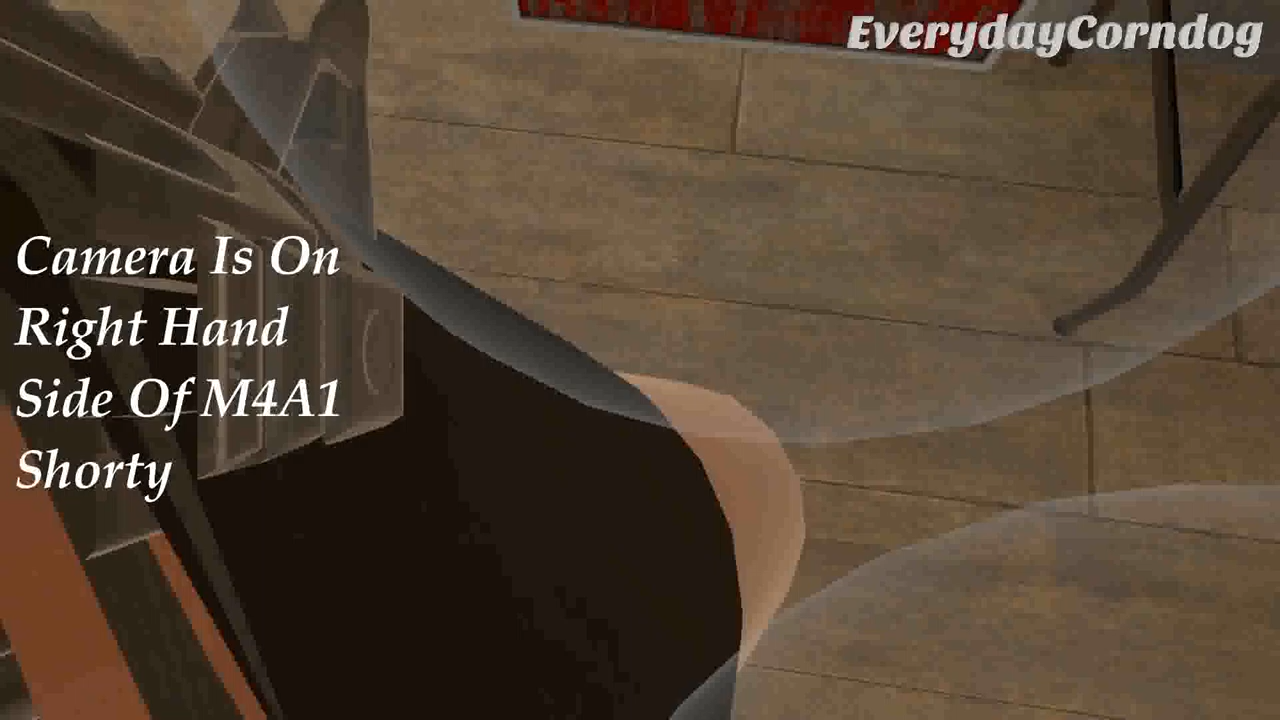 EverydayCorndog
Camera Is On
Right Hand
Side Of M4A1
Shorty